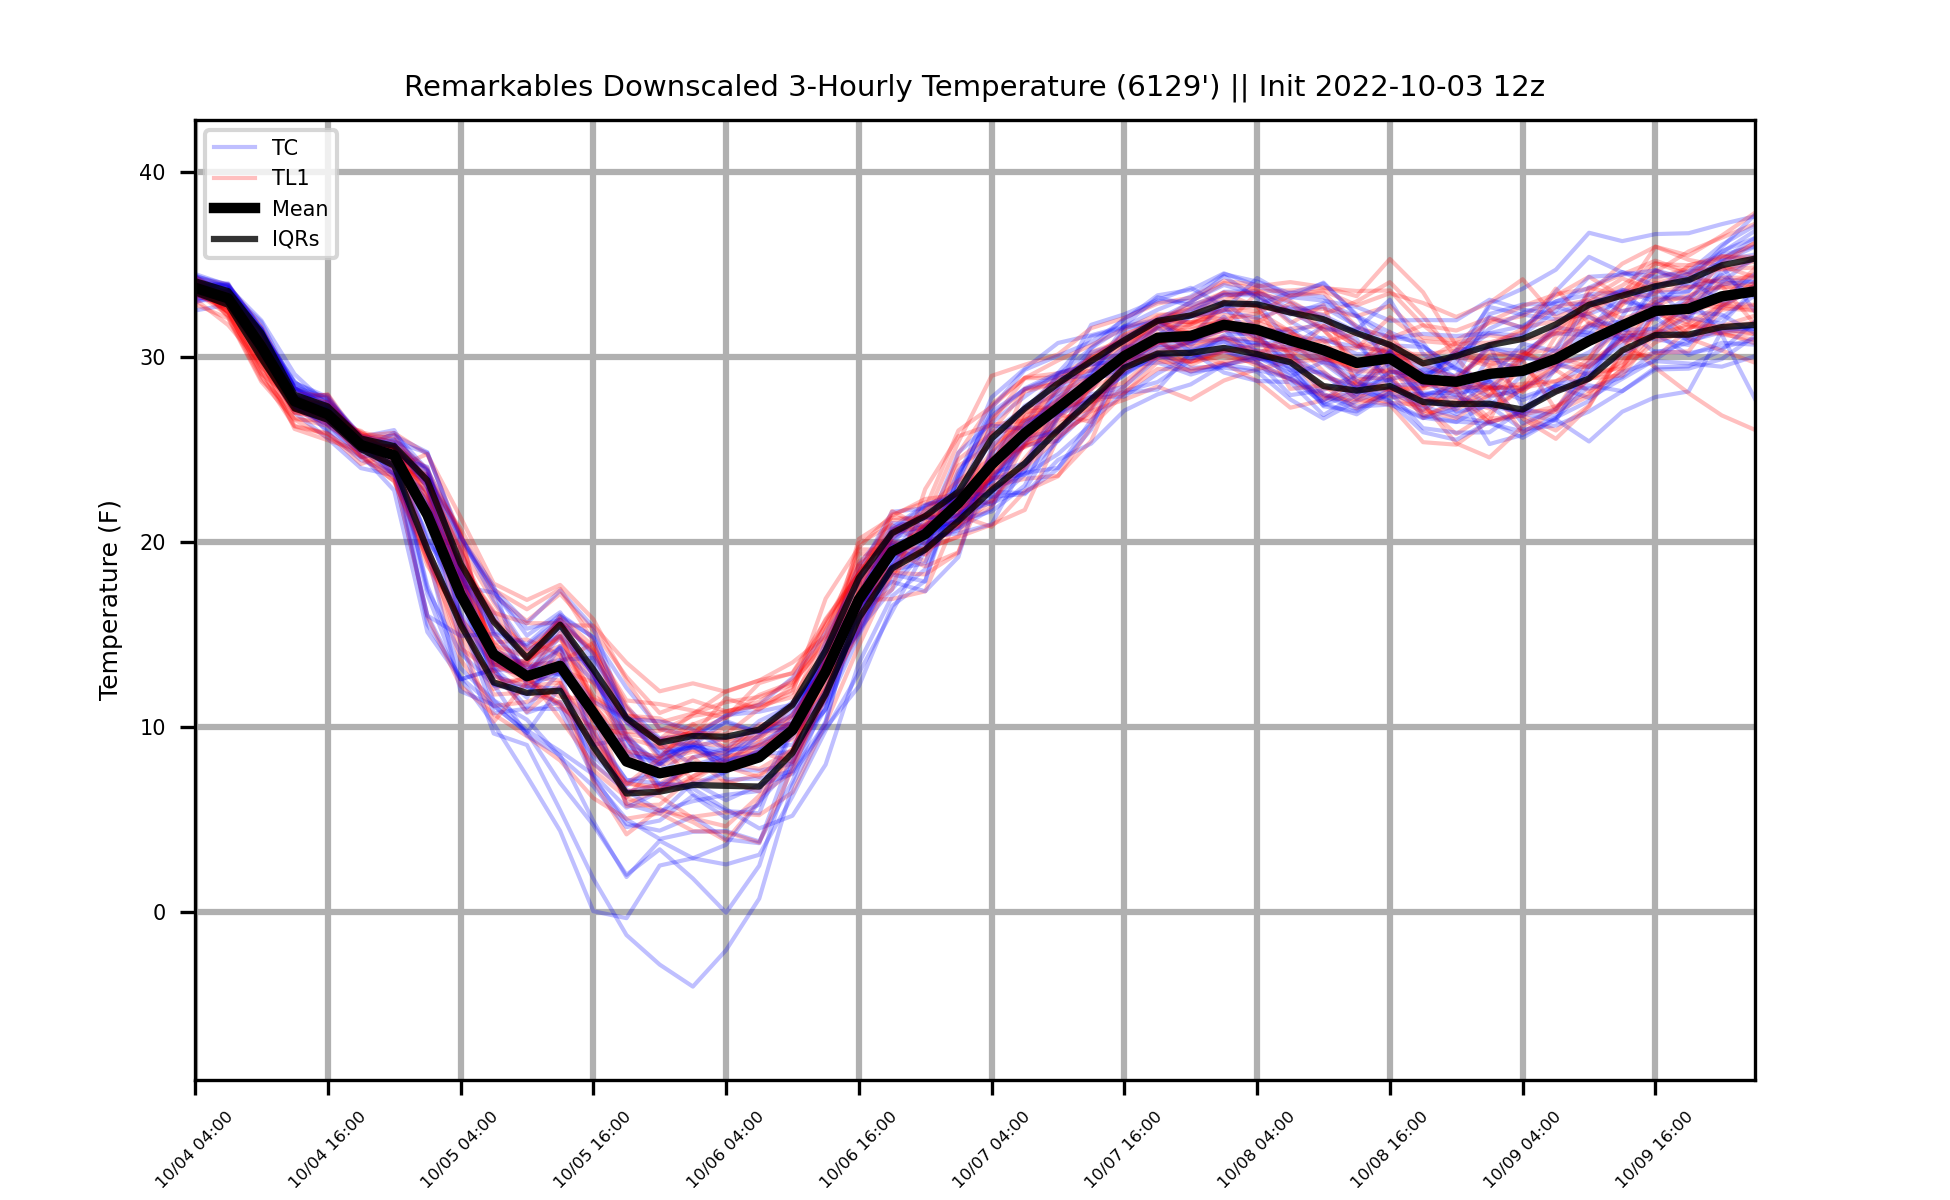 Remarkables Downscaled 3-Hourly Temperature (6129') || Init 2022-10-03 12z
TC
TL1
Mean
IQRs
Temperature (F)
40
30
20
10
0
10/04 04:00
10/04 16:00
10/05 04:00
10/05 16:00
10/06 04:00
10/06 16:00
10/07 04:00
10/07 16:00
10/08 04:00
10/08 16:00
10/09 04:00
10/09 16:00